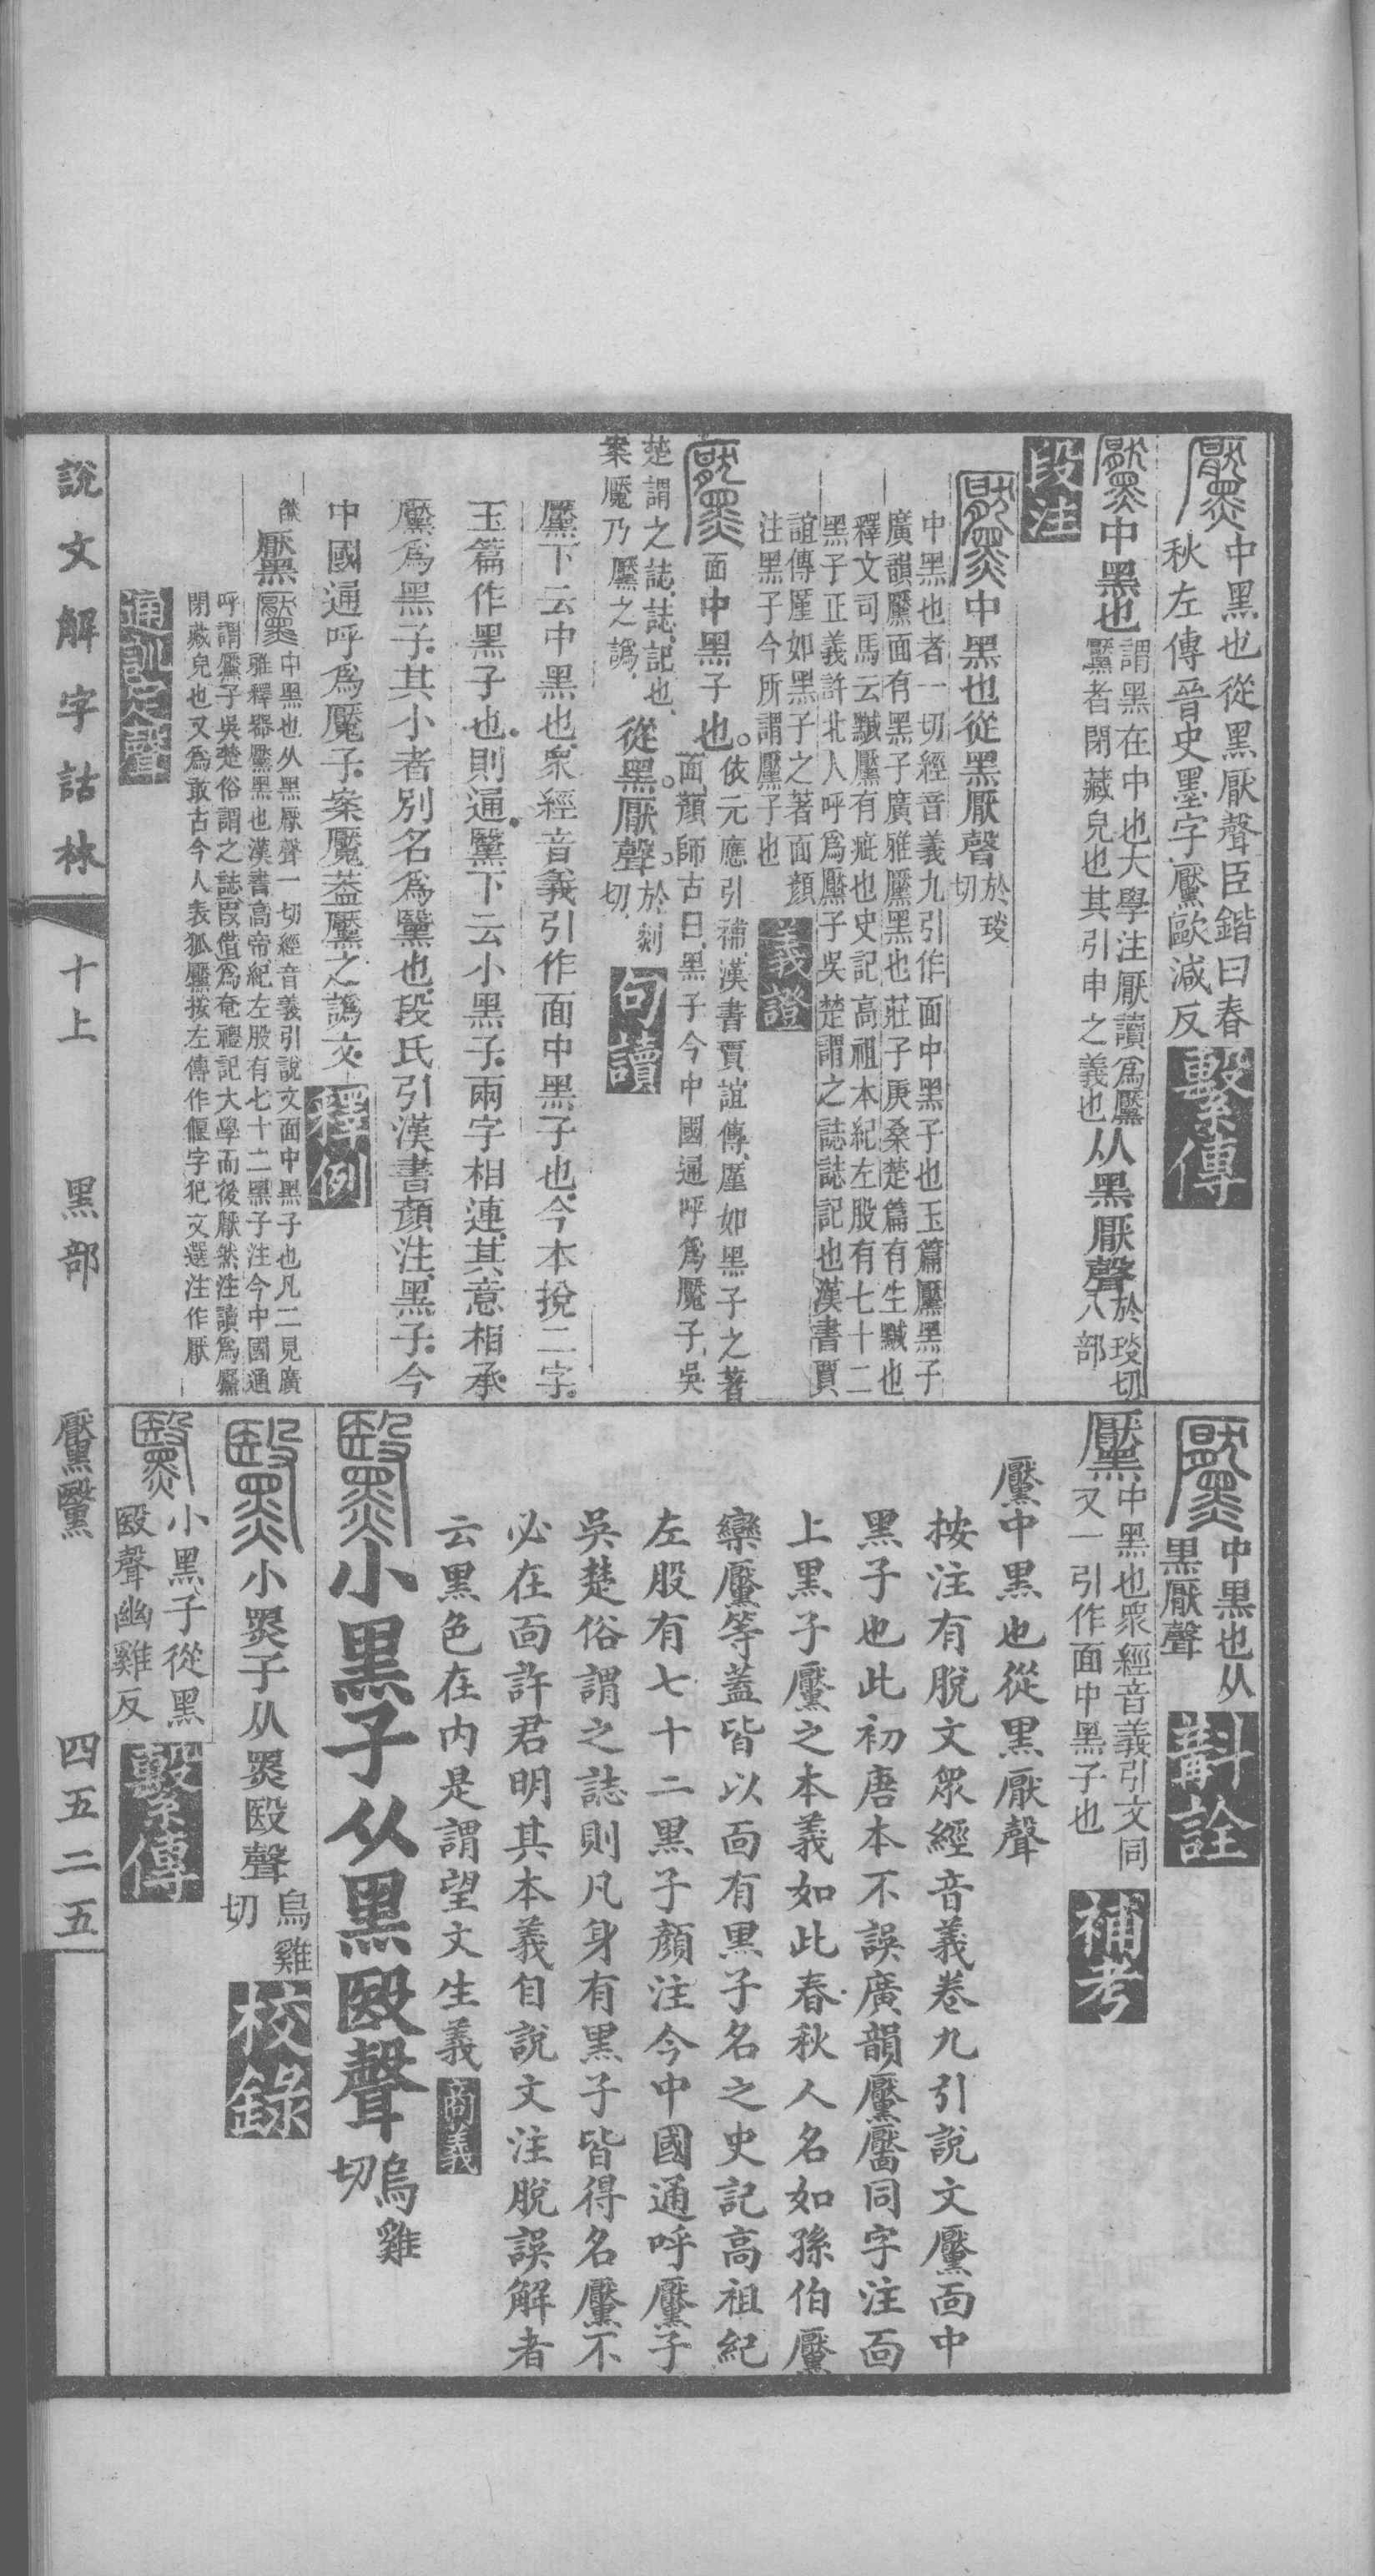 中黑也從黑厭聲臣鍇曰春
秋左傳晉史墨字黶歐減反
繫傳
中黑也
謂黑在中也大學注厭讀爲黶
黶者閉藏皃也其引申之義也
从黑厭聲
於琰切
八部
段注
中黑也從黑厭聲
於琰
切
中黑也者一切經音義九引作面中黑子也玉篇黶黑子
廣韻黶面有黑子廣雅黶黑也莊子庚桑楚篇有生黬也
釋文司馬云黬黶有疵也史記高祖本紀左股有七十二
黑子正義許北人呼爲黶子吳楚謂之誌誌記也漢書賈
誼傳厪如黑子之著面顏
注黑子今所謂黶子也
義證
面中黑子也。
依元應引補、漢書賈誼傳、厪如黑子之著
面、顏師古曰、黑子今中國通呼爲魘子、吳
楚謂之誌、誌、記也、
案魘乃黶之譌、
從黑。厭聲。
於剡
切、
句讀
黶下云中黑也、衆經音義引作面中黑子也、今本挩二字、
玉篇作黑子也、則通、黳下云小黑子、兩字相連、其意相承、
黶爲黑子、其小者別名爲黳也、段氏引漢書顏注、黑子、今
中國通呼爲魘子、案魘葢黶之譌文、
釋例
黶
中黑也从黑厭聲一切經音義引說文面中黑子也凡二見廣
雅釋器黶黑也漢書高帝紀左股有七十二黑子注今中國通
呼謂黶子吳楚俗謂之誌叚借爲奄禮記大學而後厭然注讀爲黶
閉藏皃也又爲敢古今人表狐黶按左傳作偃字犯文選注作厭
通訓定聲
中黑也从
黑厭聲
斠詮
黶
中黑也眾經音義引文同
又一引作面中黑子也
補考
黶中黑也從黑厭聲
按注有脫文眾經音義卷九引說文黶面中
黑子也此初唐本不誤廣韻黶靨同字注面
上黑子黶之本義如此春秋人名如孫伯黶
欒黶等蓋皆以面有黑子名之史記高祖紀
左股有七十二黑子顏注今中國通呼黶子
吳楚俗謂之誌則凡身有黑子皆得名黶不
必在面許君明其本義自說文注脫誤解者
云黑色在内是謂望文生義
商義
小黑子从黑殹聲
烏雞
切
小黑子从黑殹聲
烏雞
切
校錄
小黑子從黑
殹聲幽雞反
繫傳
說文解字詁林
十上
黑部
黶黳
四五二五